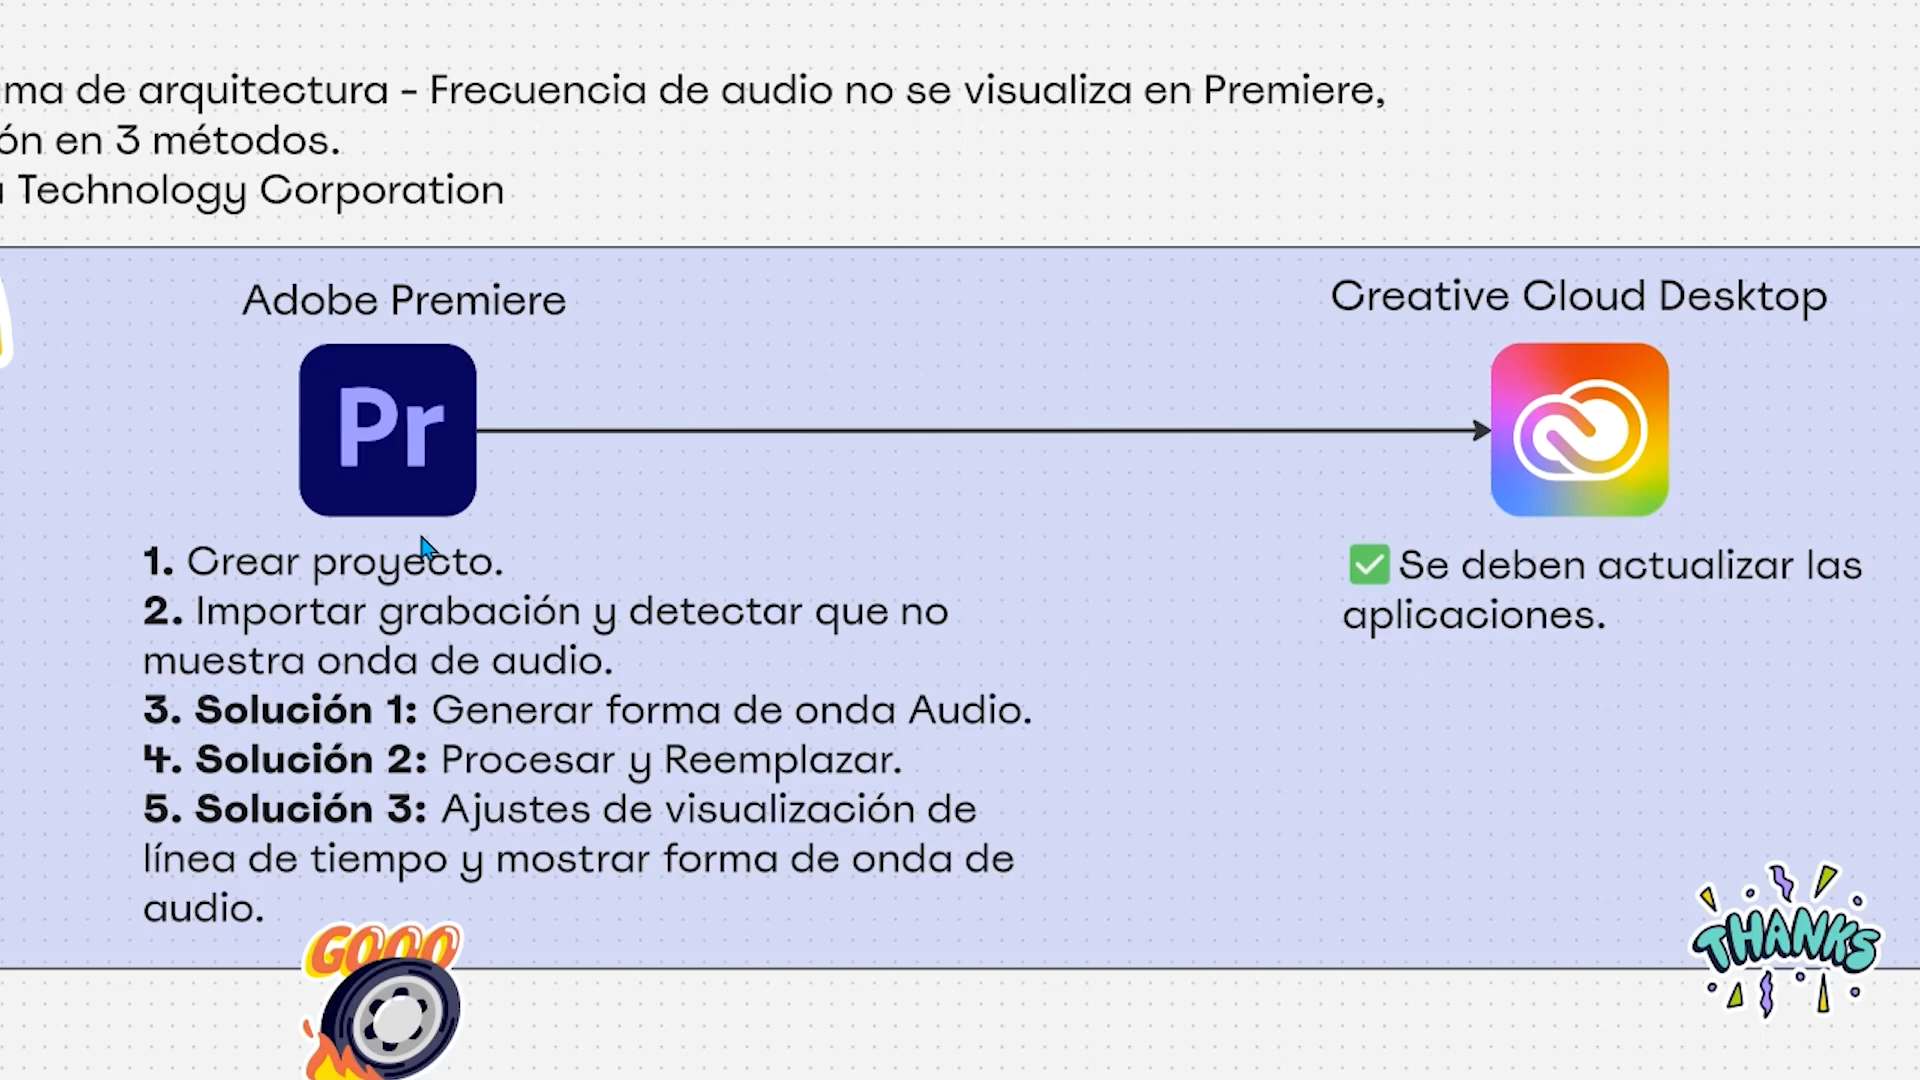 de arquitectura - Frecuencia de audio no se visualiza en Premiere,
en 3 métodos.
Technology Corporation
Adobe Premiere
Creative Cloud Desktop
Pr
1. Crear proyecto.
2. Importar grabación y detectar que no
muestra onda de audio.
3. Solución 1: Generar forma de onda Audio.
4. Solución 2: Procesar y Reemplazar.
5. Solución 3: Ajustes de visualización de
línea de tiempo y mostrar forma de onda de
audio.
✅ Se deben actualizar las
aplicaciones.
GOOO
THANKS